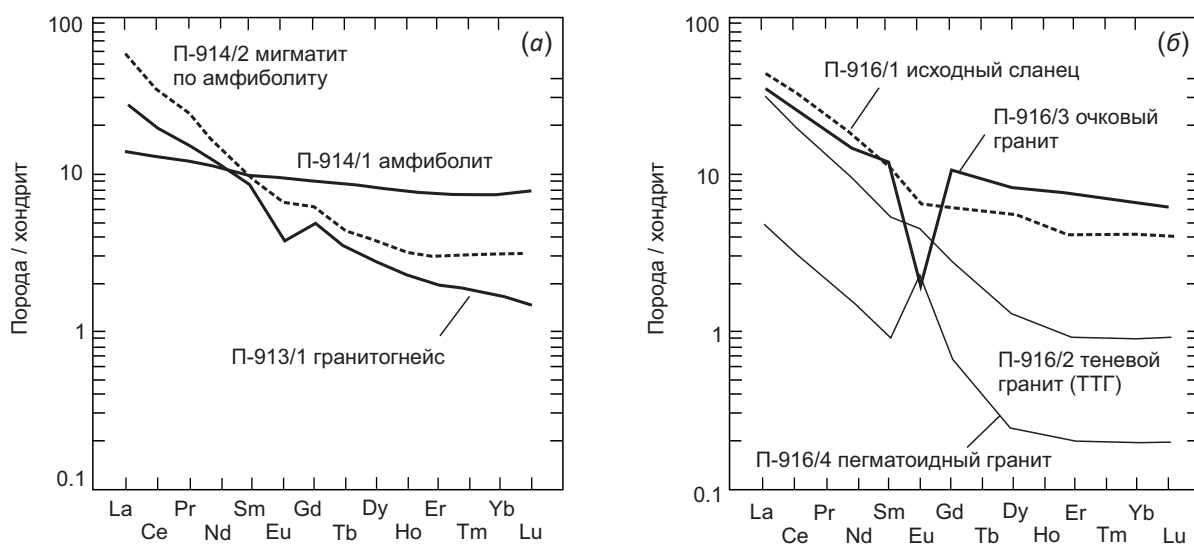 (а)
Порода / хондрит
100
10
1
0.1
П-914/2 мигматит
по амфиболиту
П-914/1 амфиболит
П-913/1 гранитогнейс
La Pr Sm Gd Dy Er Yb
Ce Nd Eu Tb Ho Tm Lu
(б)
Порода / хондрит
100
10
1
0.1
П-916/1 исходный сланец
П-916/3 очковый
гранит
П-916/2 теневой
гранит (ТТГ)
П-916/4 пегматоидный гранит
La Pr Sm Gd Dy Er Yb
Ce Nd Eu Tb Ho Tm Lu